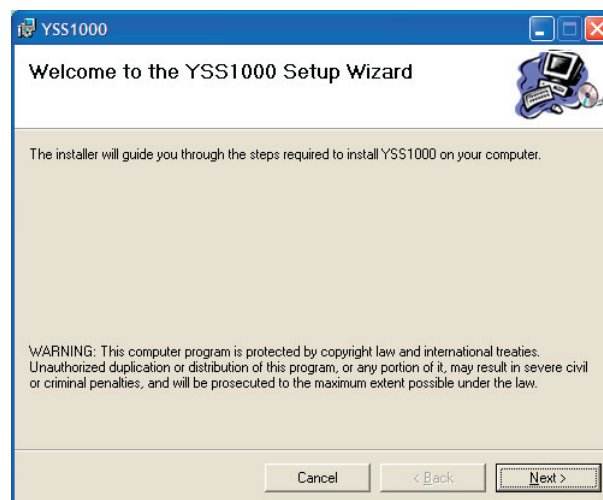 YSS1000
Welcome to the YSS1000 Setup Wizard
The installer will guide you through the steps required to install YSS1000 on your computer.
WARNING: This computer program is protected by copyright law and international treaties.
Unauthorized duplication or distribution of this program, or any portion of it, may result in severe civil
or criminal penalties, and will be prosecuted to the maximum extent possible under the law.
Cancel
< Back
Next >